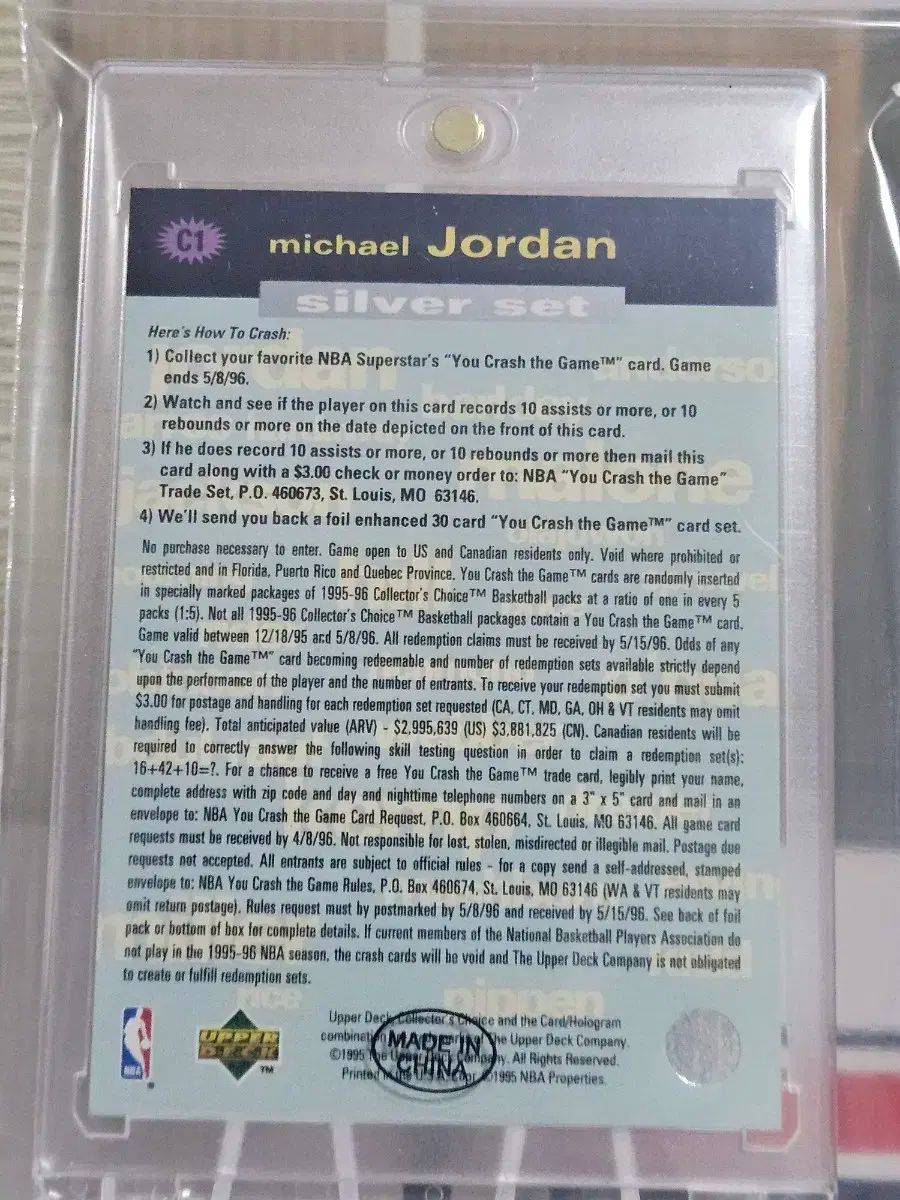 C1
michael Jordan
silver set
Here's How To Crash:
1) Collect your favorite NBA Superstar's "You Crash the Game™" card. Game
ends 5/8/96.
2) Watch and see if the player on this card records 10 assists or more, or 10
rebounds or more on the date depicted on the front of this card.
3) If he does record 10 assists or more, or 10 rebounds or more then mail this
card along with a $3.00 check or money order to: NBA "You Crash the Game"
Trade Set, P.O. 460673, St. Louis, MO 63146.
4) We'll send you back a foil enhanced 30 card "You Crash the Game™" card set.
No purchase necessary to enter. Game open to US and Canadian residents only. Void where prohibited or
restricted and in Florida, Puerto Rico and Quebec Province. You Crash the Game™ cards are randomly inserted
in specially marked packages of 1995-96 Collector's Choice™ Basketball packs at a ratio of one in every 5
packs (1:5). Not all 1995-96 Collector's Choice™ Basketball packages contain a You Crash the Game™ card.
Game valid between 12/18/95 and 5/8/96. All redemption claims must be received by 5/15/96. Odds of any
"You Crash the Game™" card becoming redeemable and number of redemption sets available strictly depend
upon the performance of the player and the number of entrants. To receive your redemption set you must submit
$3.00 for postage and handling for each redemption set requested (CA, CT, MD, GA, OH & VT residents may omit
handling fee). Total anticipated value (ARV) - $2,995,639 (US) $3,881,825 (CN). Canadian residents will be
required to correctly answer the following skill testing question in order to claim a redemption set(s):
16+42+10=?. For a chance to receive a free You Crash the Game™ trade card, legibly print your name,
complete address with zip code and day and nighttime telephone numbers on a 3" x 5" card and mail in an
envelope to: NBA You Crash the Game Card Request, P.O. Box 460664, St. Louis, MO 63146. All game card
requests must be received by 4/8/96. Not responsible for lost, stolen, misdirected or illegible mail. Postage due
requests not accepted. All entrants are subject to official rules - for a copy send a self-addressed, stamped
envelope to: NBA You Crash the Game Rules, P.O. Box 460674, St. Louis, MO 63146 (WA & VT residents may
omit return postage). Rules request must by postmarked by 5/8/96 and received by 5/15/96. See back of foil
pack or bottom of box for complete details. If current members of the National Basketball Players Association do
not play in the 1995-96 NBA season, the crash cards will be void and The Upper Deck Company is not obligated
to create or fulfill redemption sets.
rice
pippen
NBA
UPPER DECK ™
Upper Deck, Collector's Choice and the Card/Hologram
combination are trademarks of The Upper Deck Company.
©1995 The Upper Deck Company. All Rights Reserved.
Printed in the U.S.A. ©1995 NBA Properties.
MADE IN
CHINA